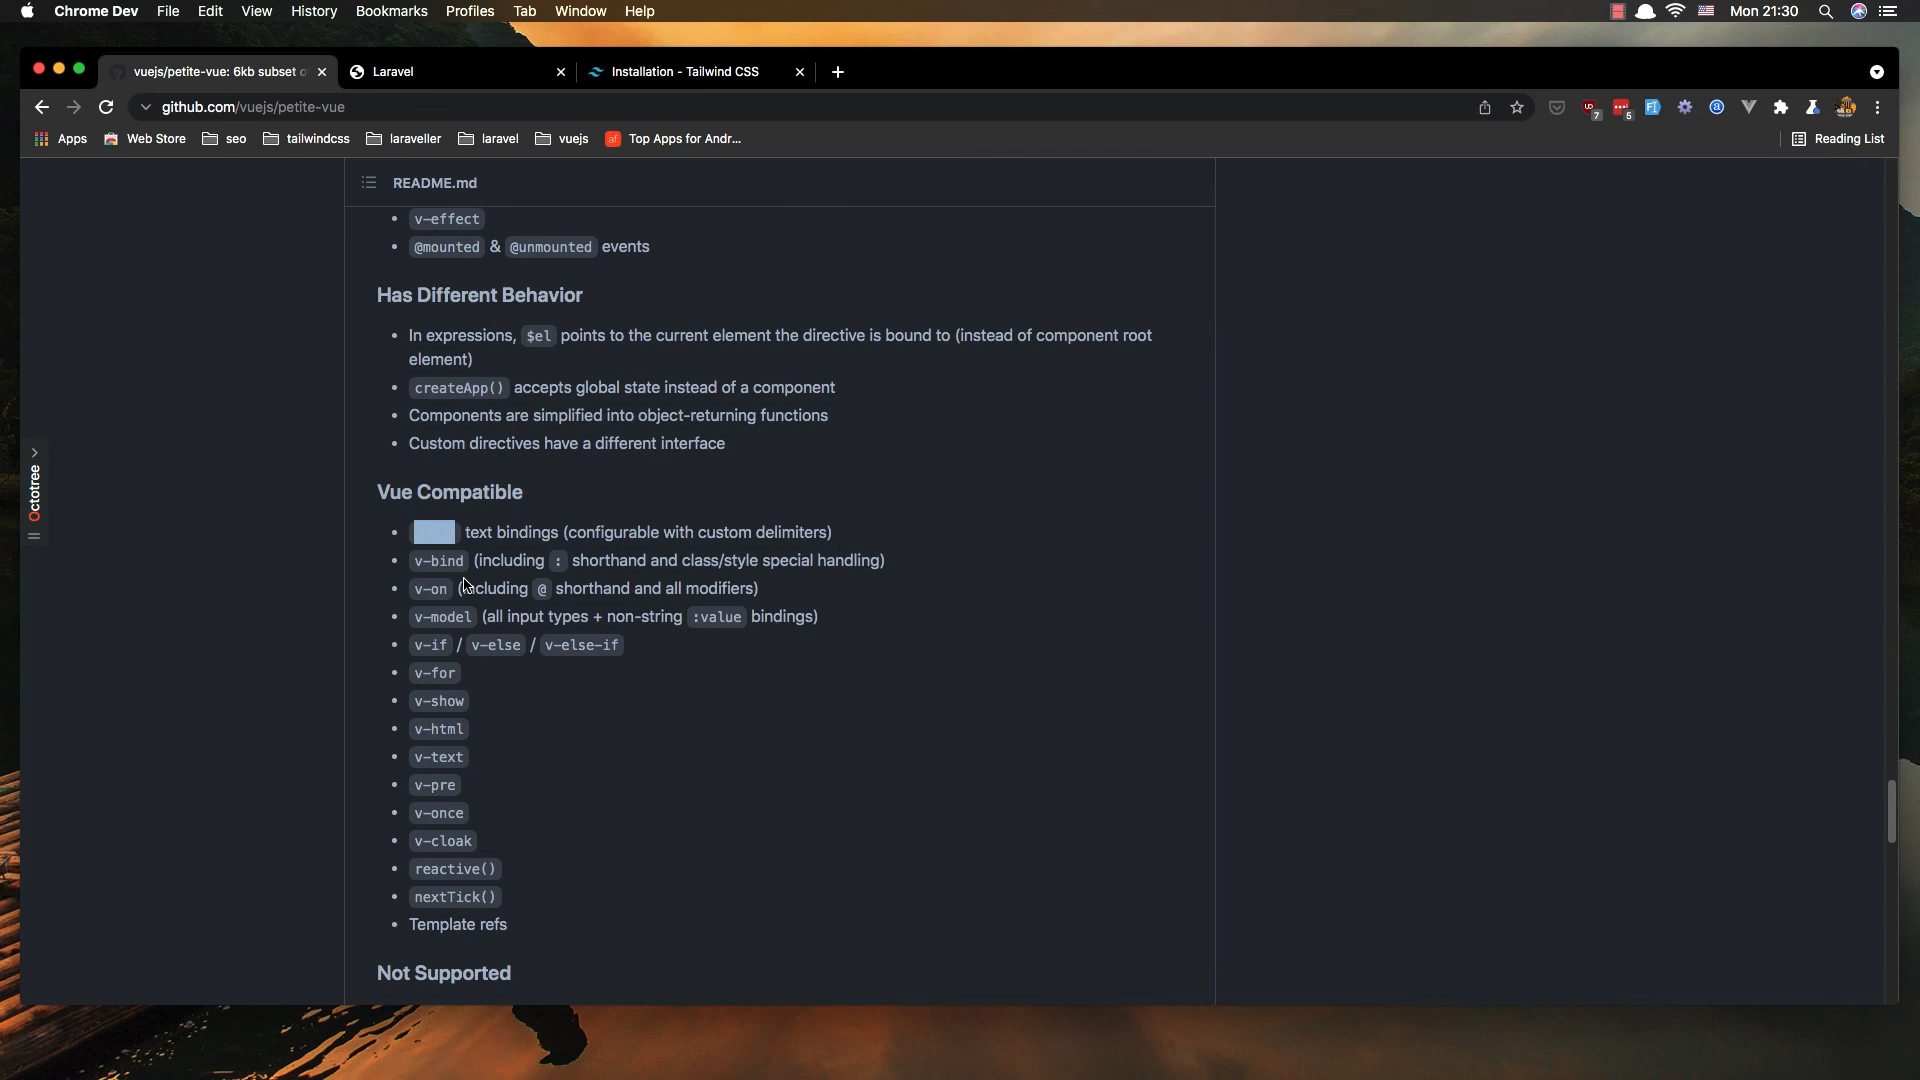 Chrome Dev File Edit View History Bookmarks Profiles Tab Window Help Mon 21:30
vuejs/petite-vue: 6kb subset o Laravel Installation - Tailwind CSS
github.com/vuejs/petite-vue 7 5
Apps Web Store seo tailwindcss laraveller laravel vuejs af Top Apps for Andr... Reading List
README.md
• v-effect
• @mounted & @unmounted events
Has Different Behavior
• In expressions, $el points to the current element the directive is bound to (instead of component root
element)
• createApp() accepts global state instead of a component
• Components are simplified into object-returning functions
• Custom directives have a different interface
Octotree
Vue Compatible
• text bindings (configurable with custom delimiters)
• v-bind (including : shorthand and class/style special handling)
• v-on (including @ shorthand and all modifiers)
• v-model (all input types + non-string :value bindings)
• v-if / v-else / v-else-if
• v-for
• v-show
• v-html
• v-text
• v-pre
• v-once
• v-cloak
• reactive()
• nextTick()
• Template refs
Not Supported